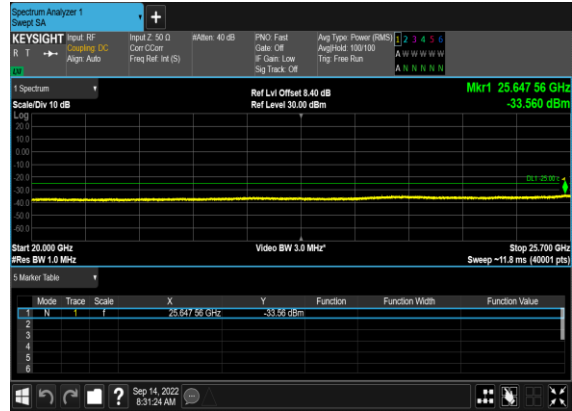 Spectrum Analyzer 1
Swept SA
+
KEYSIGHT Input: RF Input Z: 50 Ω #Atten: 40 dB PNO: Fast Avg Type: Power (RMS) 1 2 3 4 5 6
R T Coupling: DC Corr CCorr Gate: Off Avg|Hold: 100/100 A W W W W W
Align: Auto Freq Ref: Int (S) IF Gain: Low Trig: Free Run
Sig Track: Off A N N N N N
1 Spectrum Ref Lvl Offset 8.40 dB Mkr1 25.647 56 GHz
Scale/Div 10 dB Ref Level 30.00 dBm -33.560 dBm
Log
20.0
10.0
0.00
-10.0
-20.0
-30.0
-40.0
-50.0
-60.0
Start 20.000 GHz Video BW 3.0 MHz* Stop 25.700 GHz
#Res BW 1.0 MHz Sweep ~11.8 ms (40001 pts)
5 Marker Table
Mode Trace Scale X Y Function Function Width Function Value
1 N 1 f 25.647 56 GHz -33.56 dBm
2
3
4
5
6
? Sep 14, 2022
8:31:24 AM